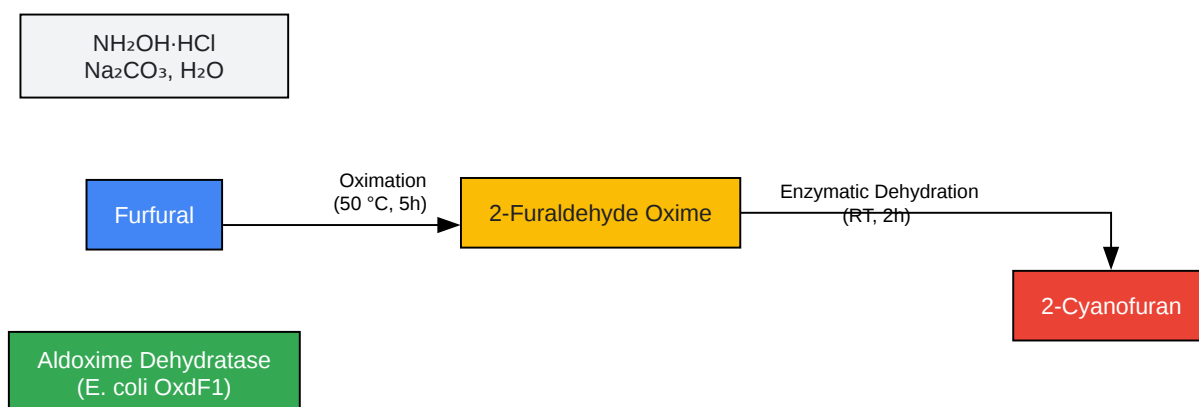 NH₂OH·HCl
Na₂CO₃, H₂O
Oximation
(50 °C, 5h)
Furfural
2-Furaldehyde Oxime
Enzymatic Dehydration
(RT, 2h)
2-Cyanofuran
Aldoxime Dehydratase
(E. coli OxdF1)